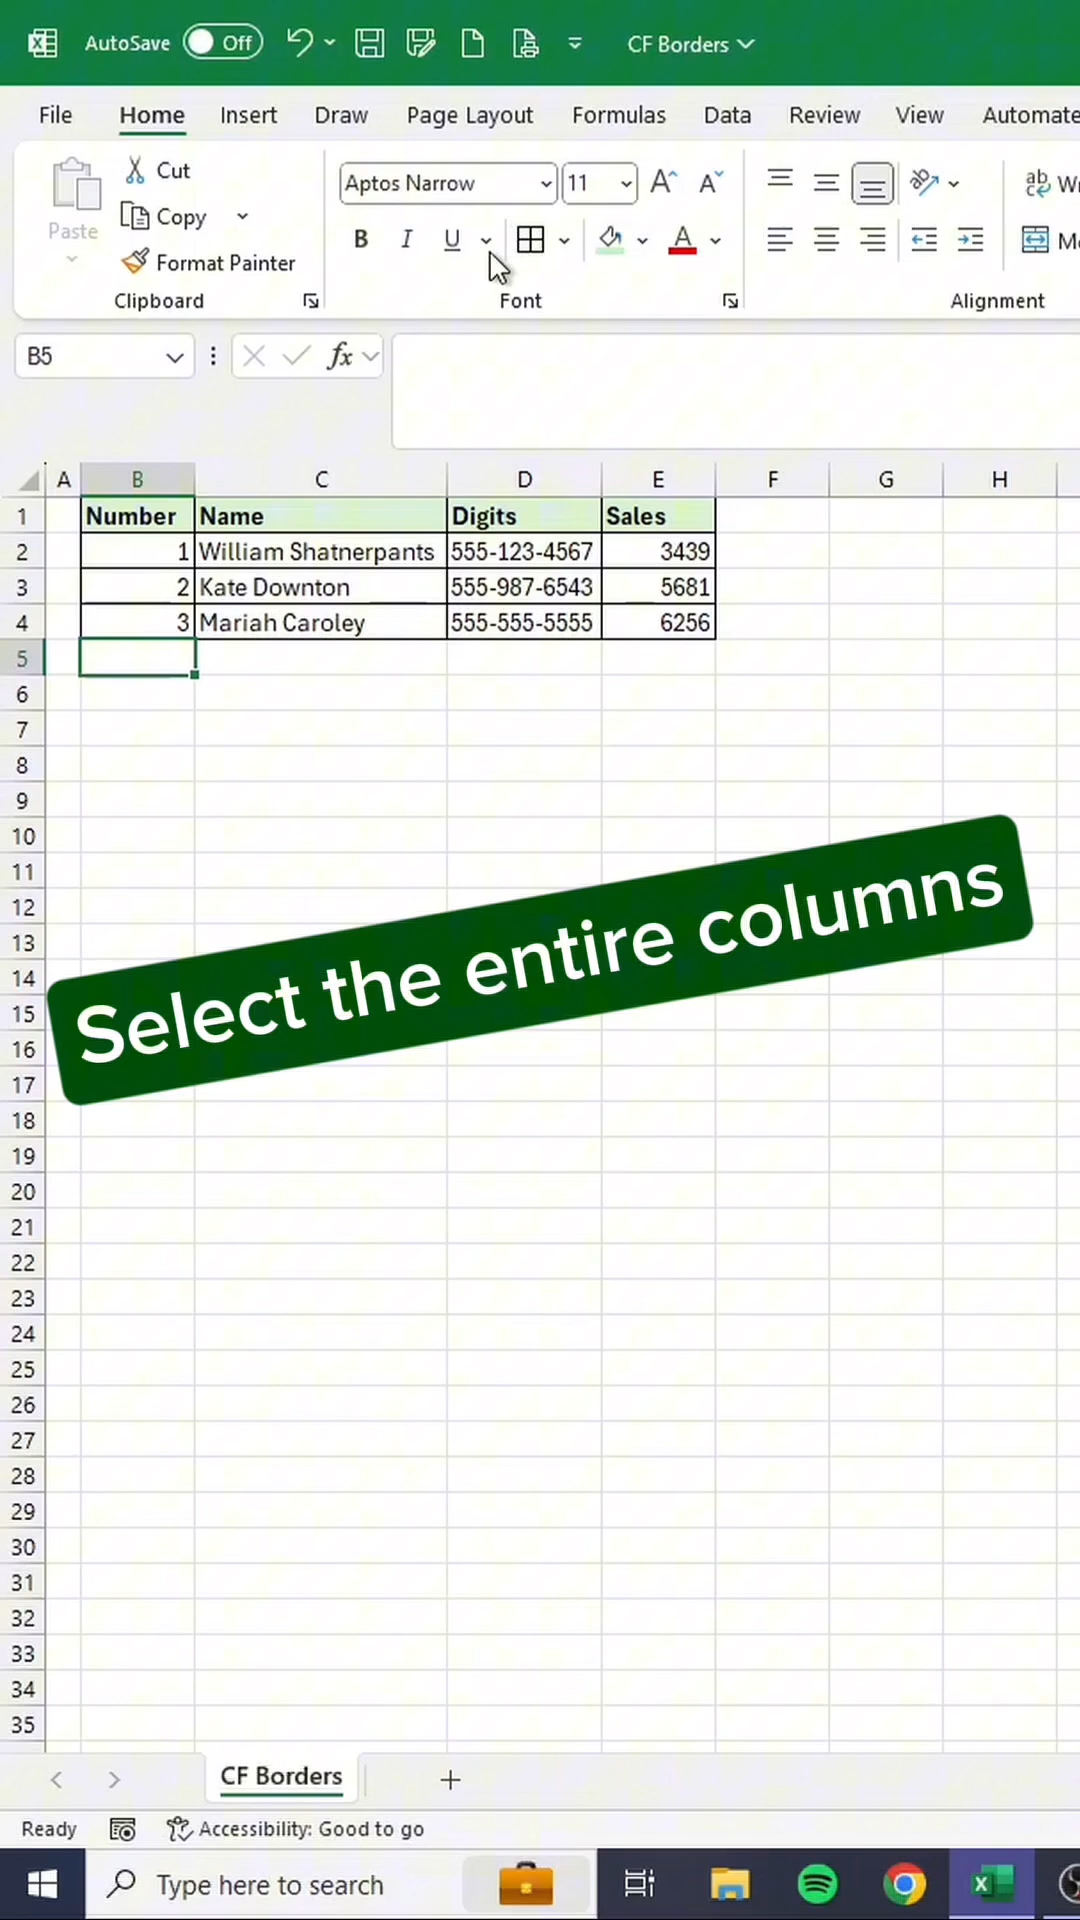 AutoSave Off CF Borders
File Home Insert Draw Page Layout Formulas Data Review View Automate
Paste
Cut
Copy
Format Painter
Clipboard
Aptos Narrow 11
B I U A
Font
ab
Alignment
B5 fx
A B C D E F G H
1 Number Name Digits Sales
2 1 William Shatnerpants 555-123-4567 3439
3 2 Kate Downton 555-987-6543 5681
4 3 Mariah Caroley 555-555-5555 6256
5
6
7
8
9
10
11
12
13
14
15
16
17
18
19
20
21
22
23
24
25
26
27
28
29
30
31
32
33
34
35
Select the entire columns
CF Borders
Ready Accessibility: Good to go
Type here to search